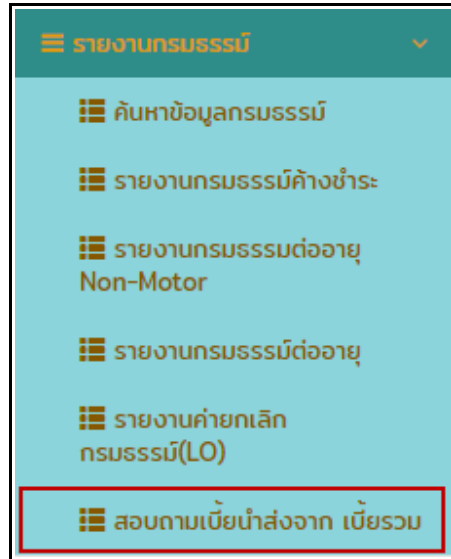 รายงานกรมธรรม์
ค้นหาข้อมูลกรมธรรม์
รายงานกรมธรรม์ค้างชำระ
รายงานกรมธรรมต่ออายุ
Non-Motor
รายงานกรมธรรม์ต่ออายุ
รายงานค่ายกเลิก
กรมธรรม์(LO)
สอบถามเบี้ยนำส่งจาก เบี้ยรวม